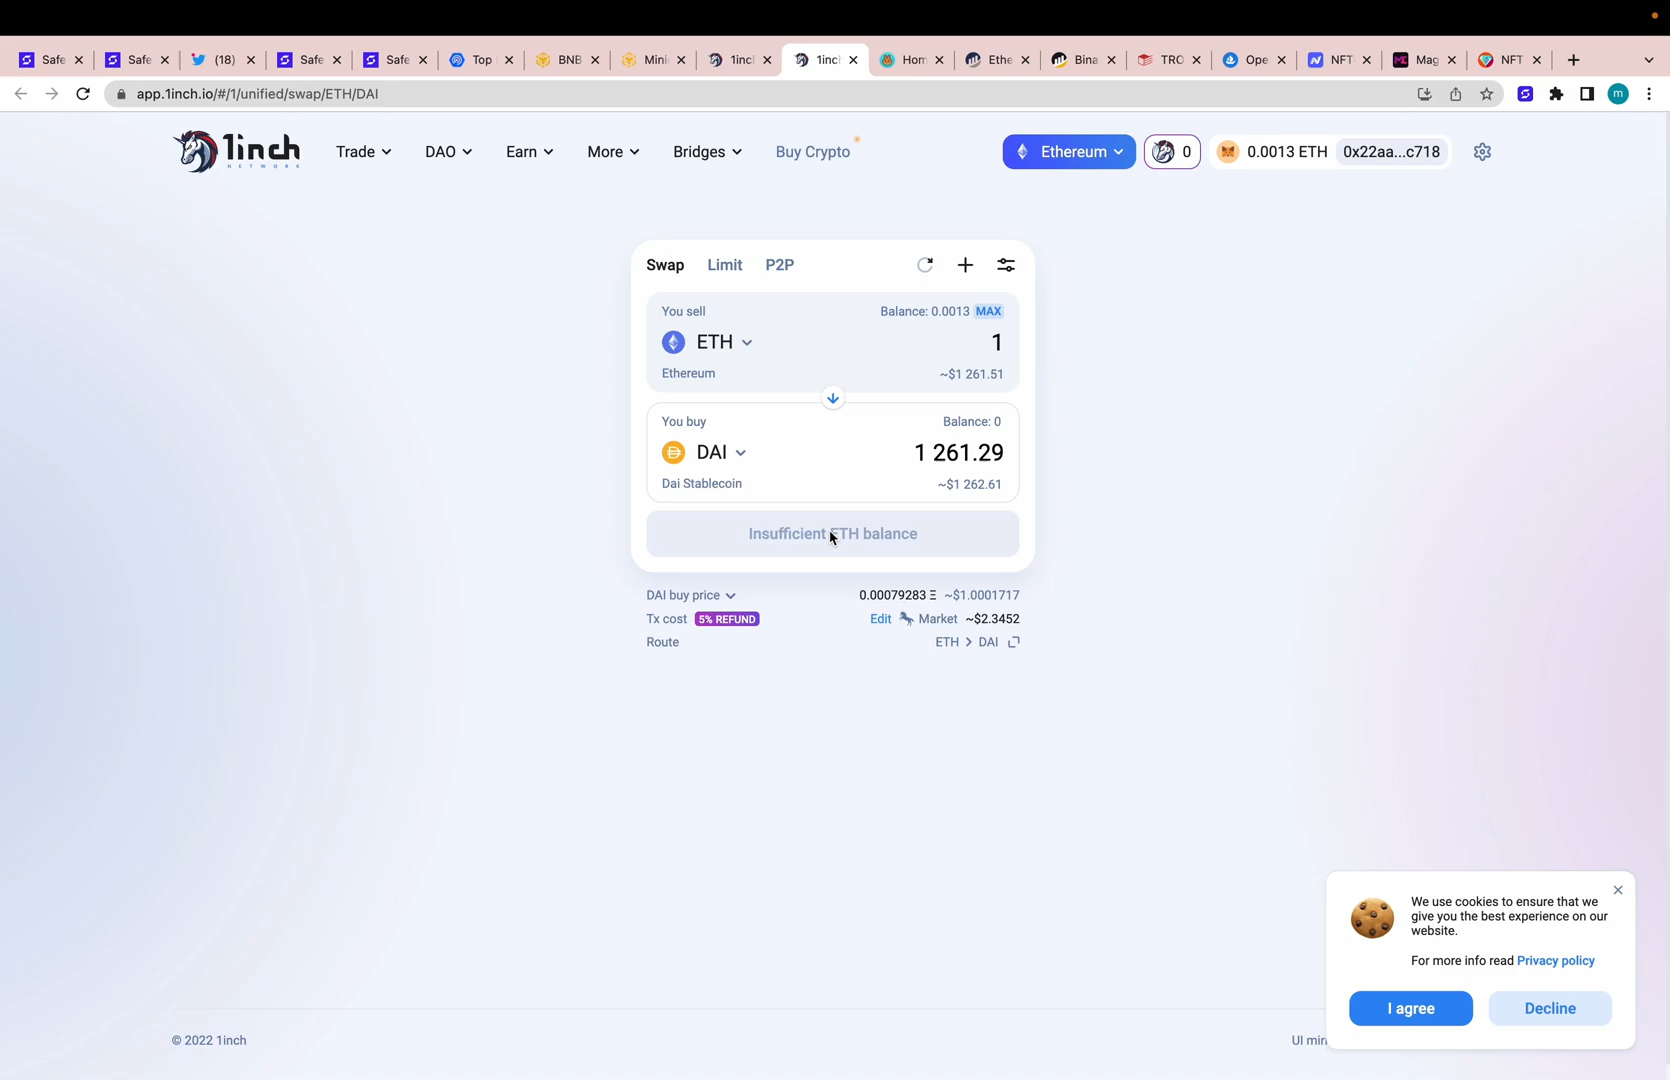 Safe
Safe
(18)
Safe
Safe
Top
BNB
Mini
1inc
1inc
Hom
Ethe
Bina
TRO
Ope
NFT
Mag
NFT
app.1inch.io/#/1/unified/swap/ETH/DAI
m
1inch
NETWORK
Trade
DAO
Earn
More
Bridges
Buy Crypto
Ethereum
0
0.0013 ETH
0x22aa...c718
Swap
Limit
P2P
You sell
Balance: 0.0013 MAX
ETH
1
Ethereum
~$1 261.51
You buy
Balance: 0
DAI
1 261.29
Dai Stablecoin
~$1 262.61
Insufficient ETH balance
DAI buy price
0.00079283 Ξ ~$1.0001717
Tx cost 5% REFUND
Edit Market ~$2.3452
Route
ETH > DAI
We use cookies to ensure that we
give you the best experience on our
website.
For more info read Privacy policy
I agree
Decline
© 2022 1inch
UI